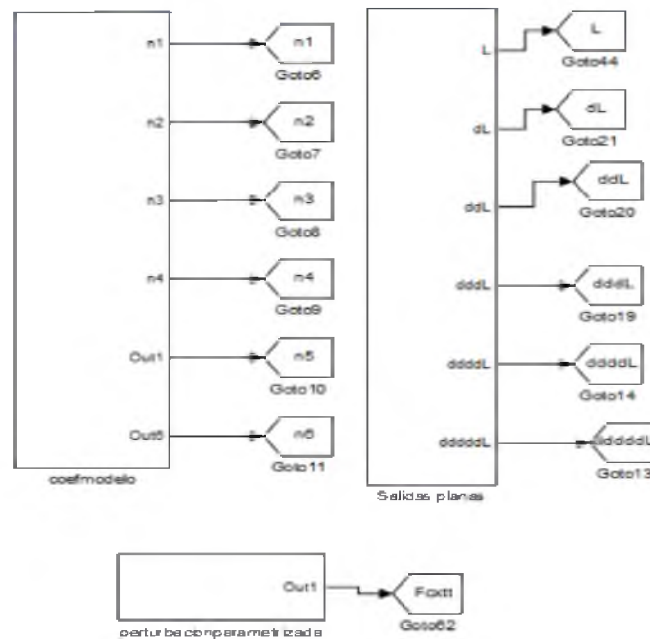 n1
n1
Goto6
n2
n2
Goto7
n3
n3
Goto8
n4
n4
Goto9
Out1
n5
Goto10
Out6
n6
Goto11
coefmodelo
L
L
Goto44
dL
dL
Goto21
ddL
ddL
Goto20
dddL
dddL
Goto19
ddddL
ddddL
Goto14
dddddL
dddddL
Goto13
Salidas planas
Out1
Foxtt
Goto62
perturbacionparametrizada